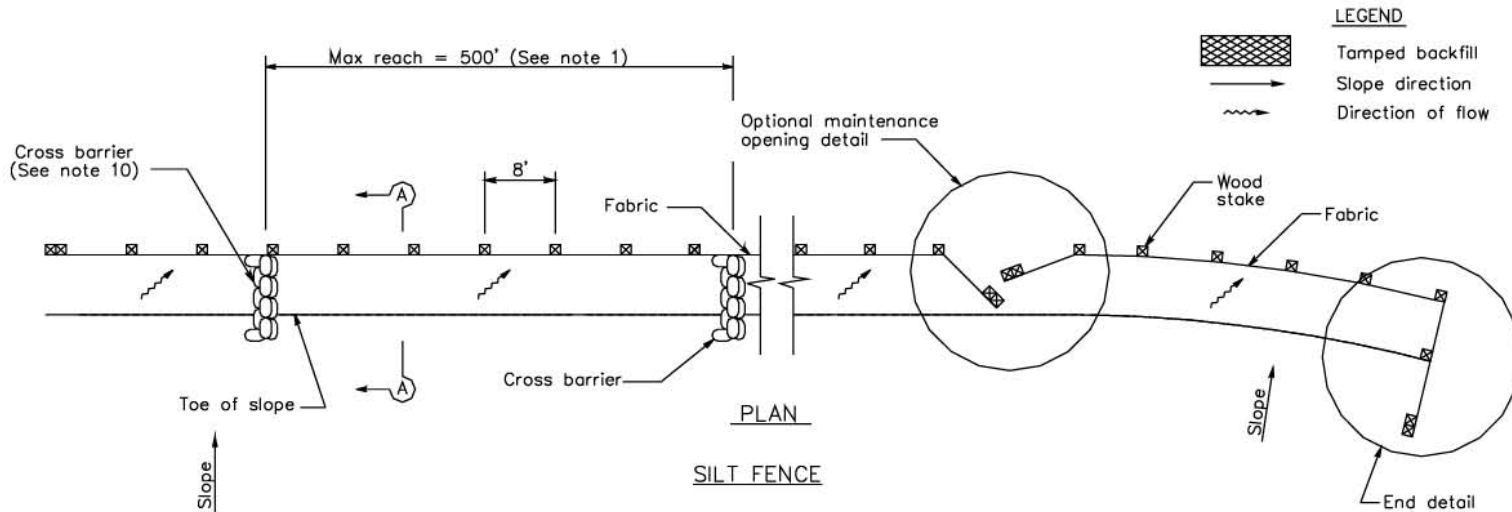 LEGEND
Tamped backfill
Slope direction
Direction of flow
Max reach = 500' (See note 1)
Optional maintenance
opening detail
Cross barrier
(See note 10)
8'
A
Fabric
Wood
stake
Fabric
Cross barrier
A
Toe of slope
PLAN
Slope
Slope
SILT FENCE
End detail